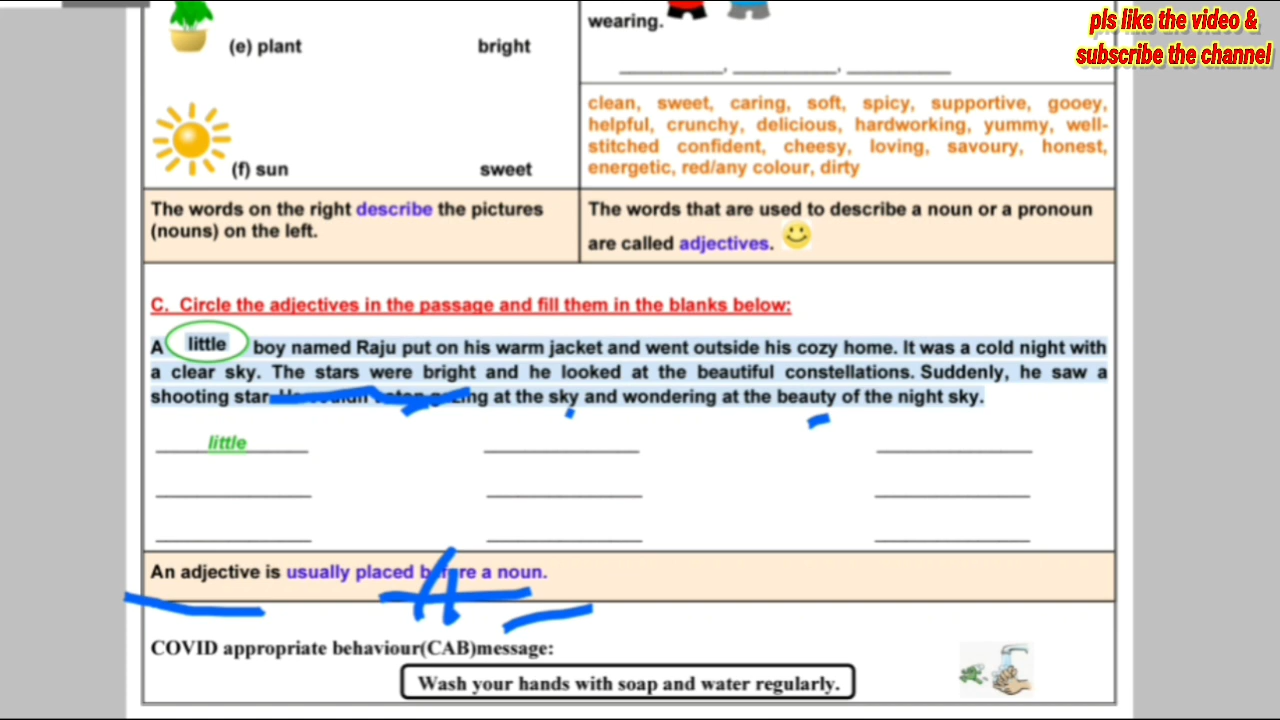 pls like the video &
subscribe the channel
(e) plant bright
(f) sun sweet
wearing.
clean, sweet, caring, soft, spicy, supportive, gooey,
helpful, crunchy, delicious, hardworking, yummy, well-
stitched confident, cheesy, loving, savoury, honest,
energetic, red/any colour, dirty
The words on the right describe the pictures
(nouns) on the left.
The words that are used to describe a noun or a pronoun
are called adjectives.
C. Circle the adjectives in the passage and fill them in the blanks below:
A little boy named Raju put on his warm jacket and went outside his cozy home. It was a cold night with
a clear sky. The stars were bright and he looked at the beautiful constellations. Suddenly, he saw a
shooting star. at the sky and wondering at the beauty of the night sky.
little
An adjective is usually placed before a noun.
COVID appropriate behaviour(CAB)message:
Wash your hands with soap and water regularly.